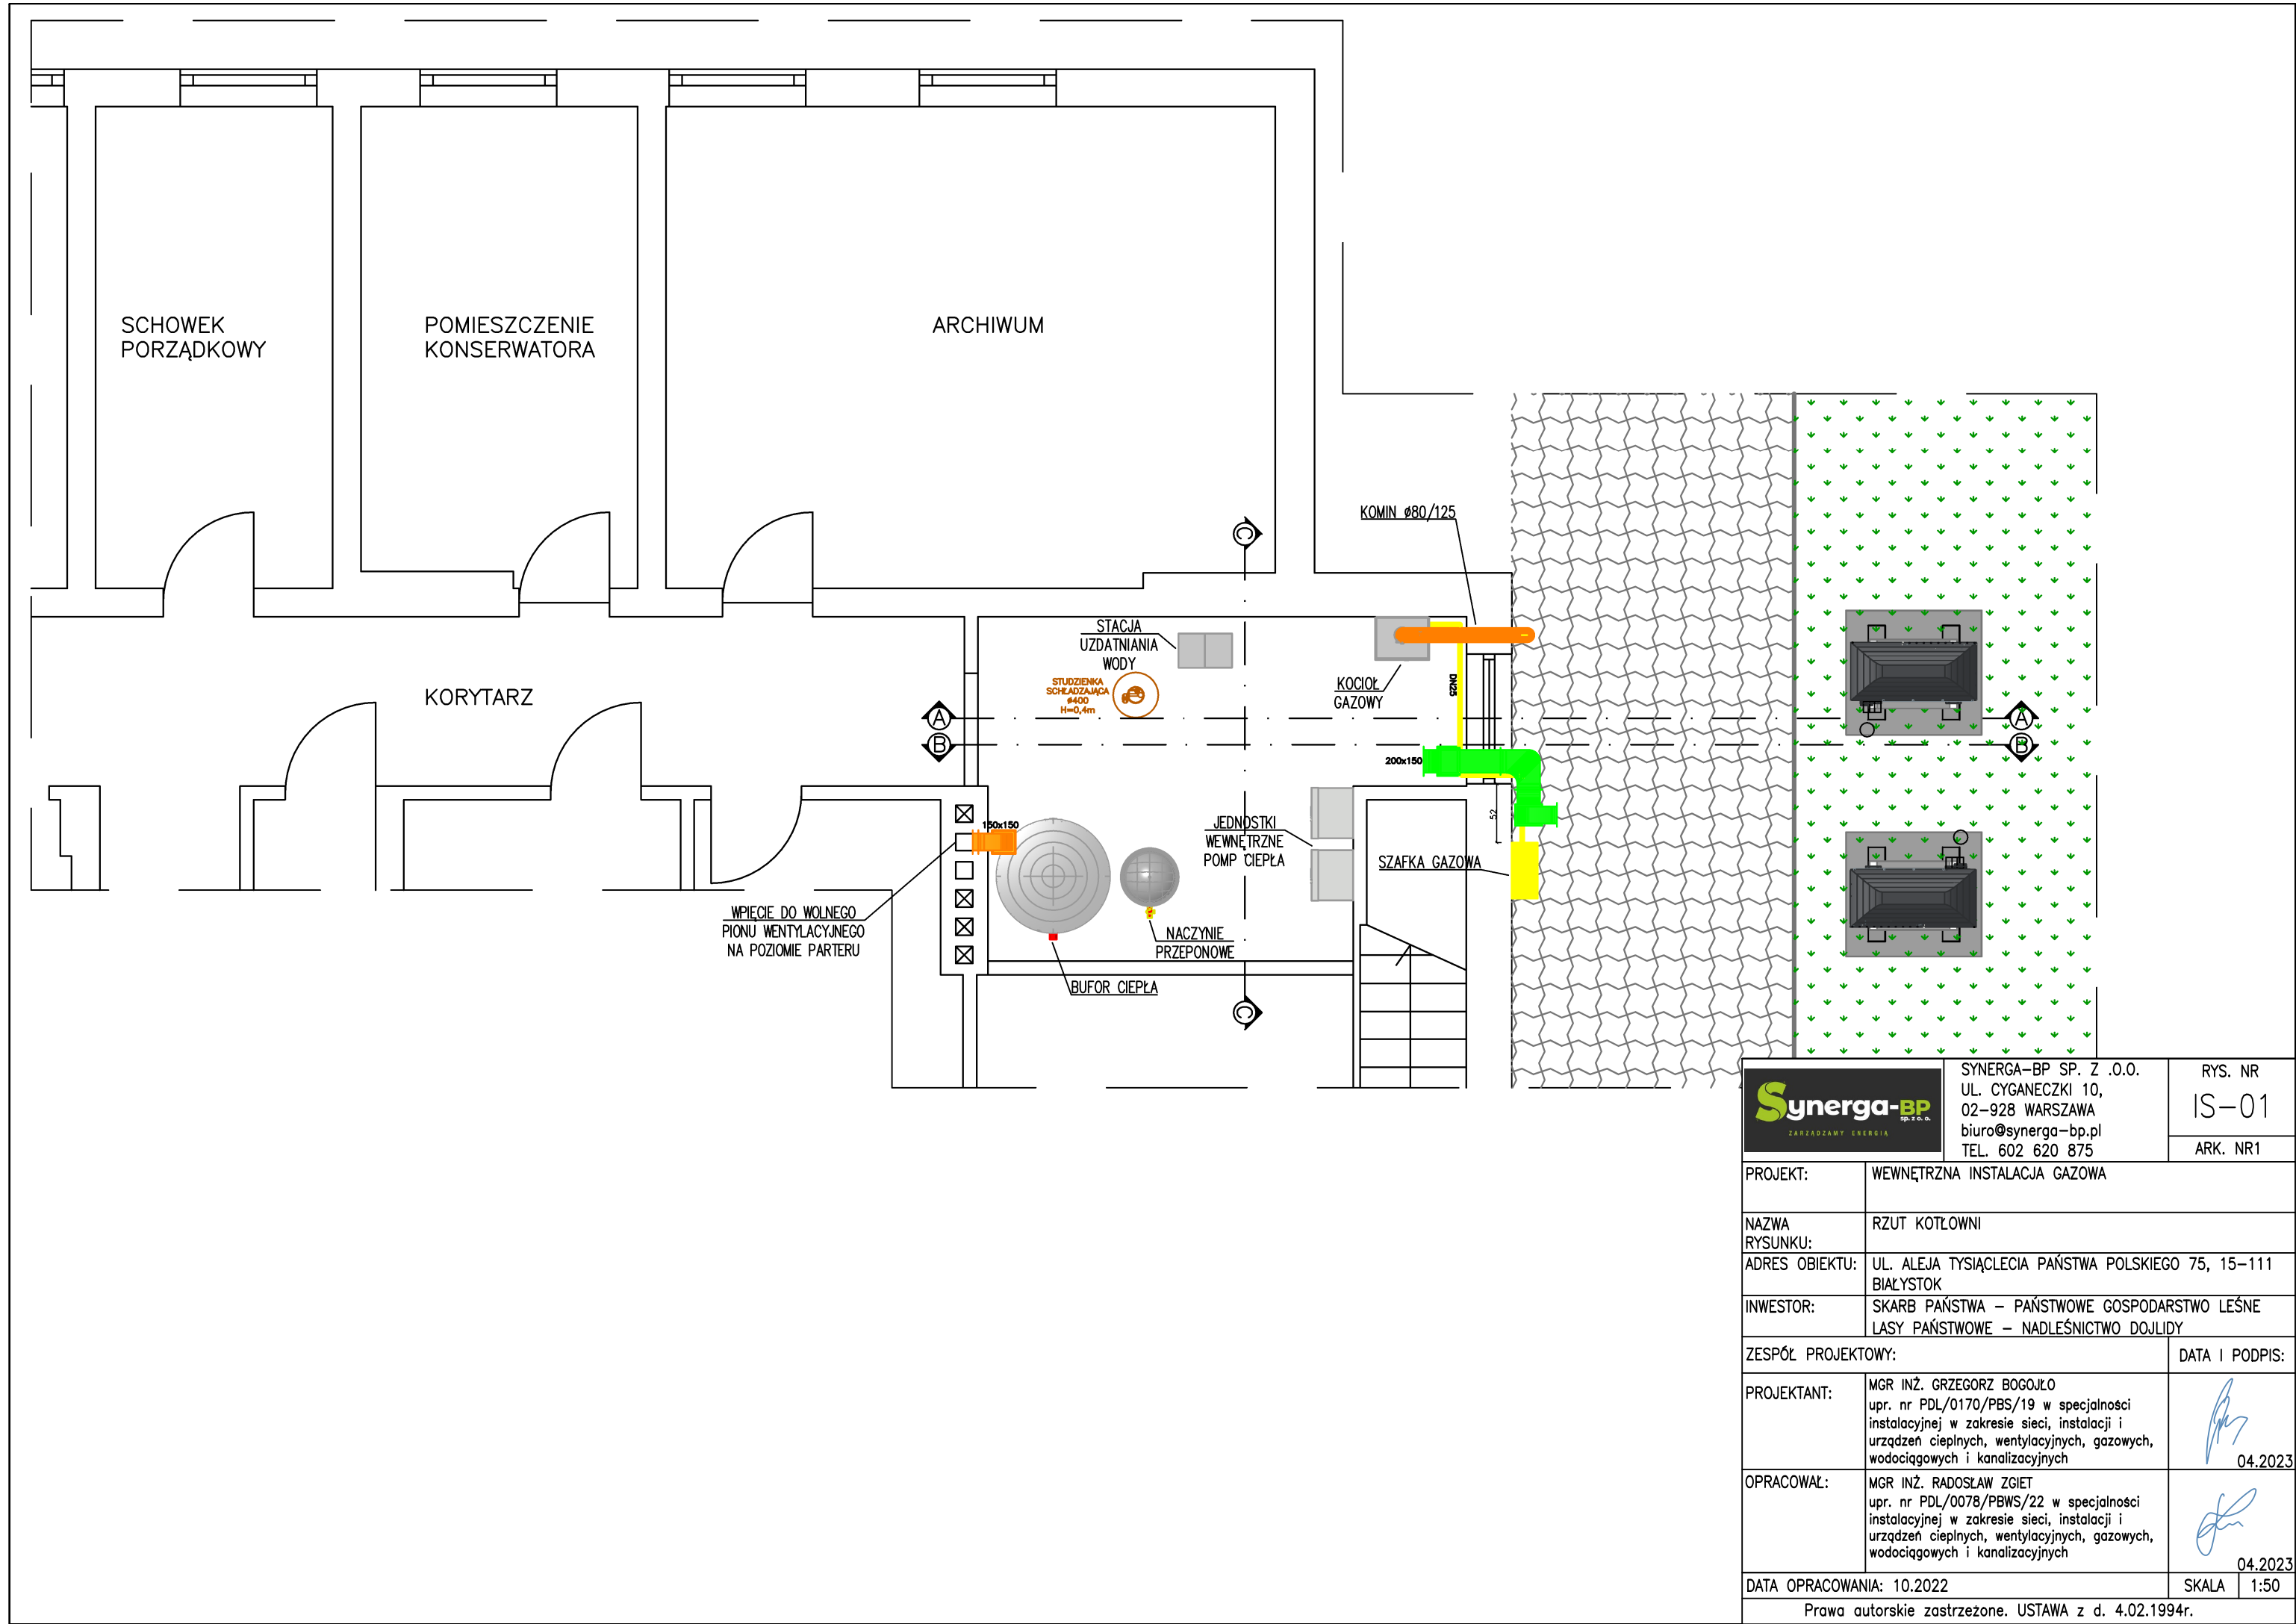 SCHOWEK
PORZĄDKOWY
POMIESZCZENIE
KONSERWATORA
ARCHIWUM
KORYTARZ
KOMIN ø80/125
STACJA
UZDATNIANIA
WODY
STUDZIENKA
SCHŁADZAJĄCA
ø400
H=0,4m
KOCIOŁ
GAZOWY
DN25
C
A
B
A
B
200x150
52
150x150
JEDNOSTKI
WEWNĘTRZNE
POMP CIEPŁA
SZAFKA GAZOWA
WPIĘCIE DO WOLNEGO
PIONU WENTYLACYJNEGO
NA POZIOMIE PARTERU
NACZYNIE
PRZEPONOWE
BUFOR CIEPŁA
C
Synerga-BP
sp. z o. o.
ZARZĄDZAMY ENERGIĄ
SYNERGA-BP SP. Z .O.O.
UL. CYGANECZKI 10,
02-928 WARSZAWA
biuro@synerga-bp.pl
TEL. 602 620 875
RYS. NR
IS-01
ARK. NR1
PROJEKT: WEWNĘTRZNA INSTALACJA GAZOWA
NAZWA
RYSUNKU:
RZUT KOTŁOWNI
ADRES OBIEKTU: UL. ALEJA TYSIĄCLECIA PAŃSTWA POLSKIEGO 75, 15-111
BIAŁYSTOK
INWESTOR: SKARB PAŃSTWA - PAŃSTWOWE GOSPODARSTWO LEŚNE
LASY PAŃSTWOWE - NADLEŚNICTWO DOJLIDY
ZESPÓŁ PROJEKTOWY: DATA I PODPIS:
PROJEKTANT: MGR INŻ. GRZEGORZ BOGOJŁO
upr. nr PDL/0170/PBS/19 w specjalności
instalacyjnej w zakresie sieci, instalacji i
urządzeń cieplnych, wentylacyjnych, gazowych,
wodociągowych i kanalizacyjnych
04.2023
OPRACOWAŁ: MGR INŻ. RADOSŁAW ZGIET
upr. nr PDL/0078/PBWS/22 w specjalności
instalacyjnej w zakresie sieci, instalacji i
urządzeń cieplnych, wentylacyjnych, gazowych,
wodociągowych i kanalizacyjnych
04.2023
DATA OPRACOWANIA: 10.2022 SKALA 1:50
Prawa autorskie zastrzeżone. USTAWA z d. 4.02.1994r.